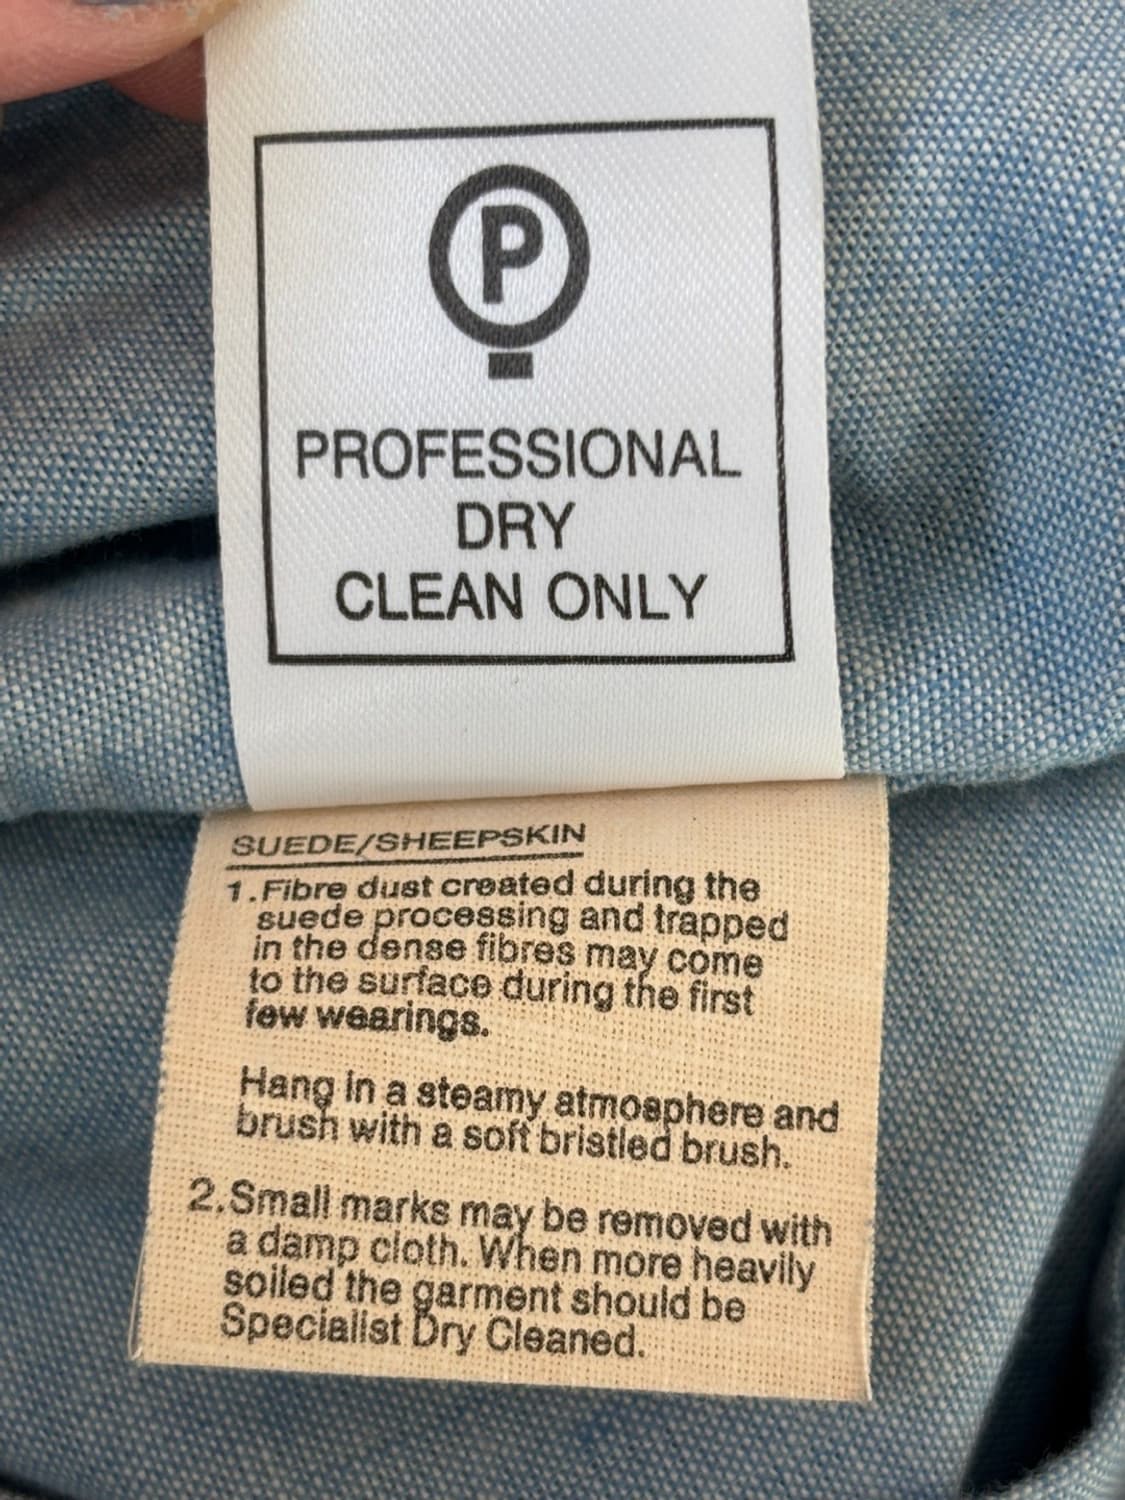 P
PROFESSIONAL
DRY
CLEAN ONLY
SUEDE/SHEEPSKIN
1. Fibre dust created during the
suede processing and trapped
in the dense fibres may come
to the surface during the first
few wearings.
Hang in a steamy atmosphere and
brush with a soft bristled brush.
2. Small marks may be removed with
a damp cloth. When more heavily
soiled the garment should be
Specialist Dry Cleaned.